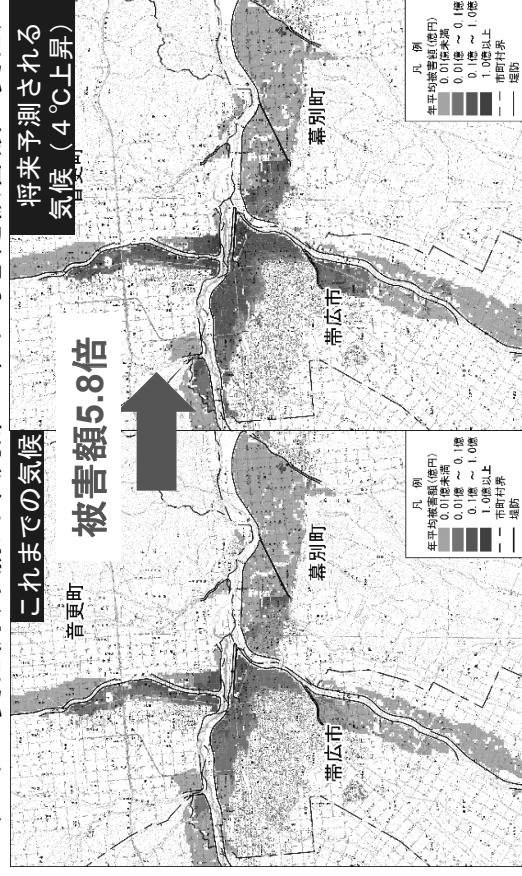 これまでの気候
音更町
幕別町
帯広市
凡 例
年平均被害額(億円)
0.01億未満
0.01億 ~ 0.1億
0.1億 ~ 1.0億
1.0億以上
市町村界
堤防
被害額5.8倍
将来予測される
気候(4℃上昇)
音更町
幕別町
帯広市
凡 例
年平均被害額(億円)
0.01億未満
0.01億 ~ 0.1億
0.1億 ~ 1.0億
1.0億以上
市町村界
堤防